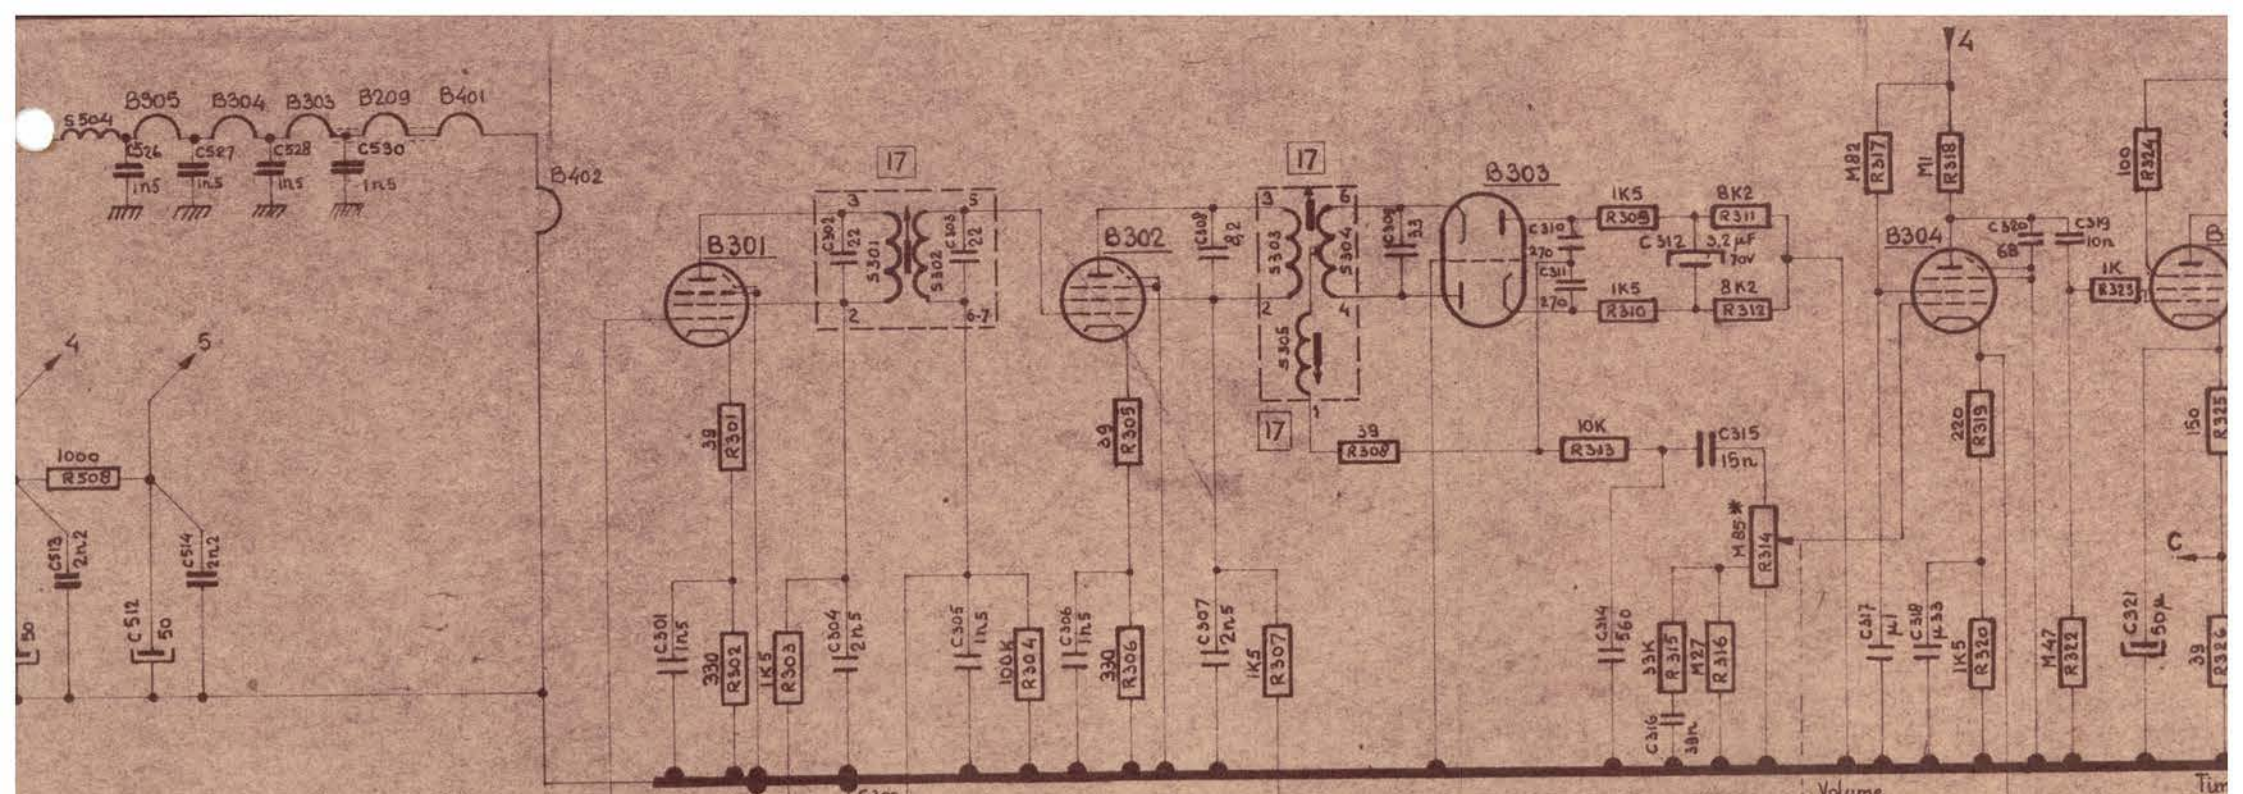 S504
B505 B304 B303 B209 B401
C526 1n5
C527 1n5
C528 1n5
C530 1n5
B402
4
5
1000
R508
C513 2n2
C514 2n2
50
C512 50
B301
17
3
5
C302 22
S301
S302
C303 22
2
6-7
39 R301
C301 1n5
330 R302
1K5 R303
C304 2n5
C305 1n5
100K R304
B302
C308 8,2
39 R305
C306 1n5
330 R306
C307 2n5
1K5 R307
17
3
6
S303
S304
2
4
S305
1
17
C309 33
39
R308
B303
C310 270
C311 270
1K5
R309
8K2
R311
C312 3,2µF 70V
1K5
R310
8K2
R312
10K
R313
C315 15n
M85* R314
C314 560
33K R315
M27 R316
C316 39n
4
M82 R317
M1 R318
B304
C320 68
C319 10n
1K
R323
100 R324
220 R319
C317 µ1
C318 µ33
1K5 R320
M47 R322
C
C321 50µ
150 R325
39 R326
Volume